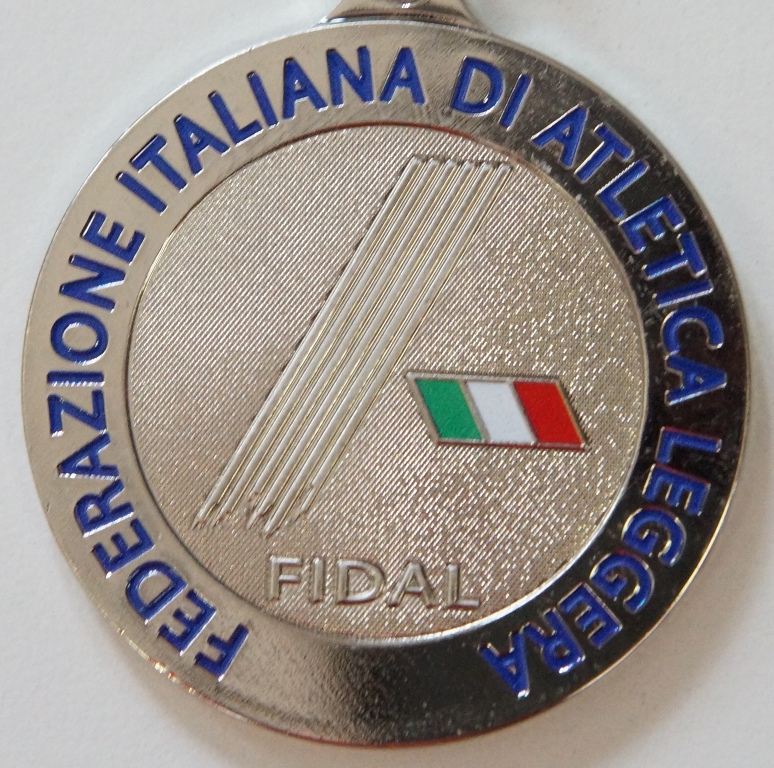 FEDERAZIONE ITALIANA DI ATLETICA LEGGERA
FIDAL